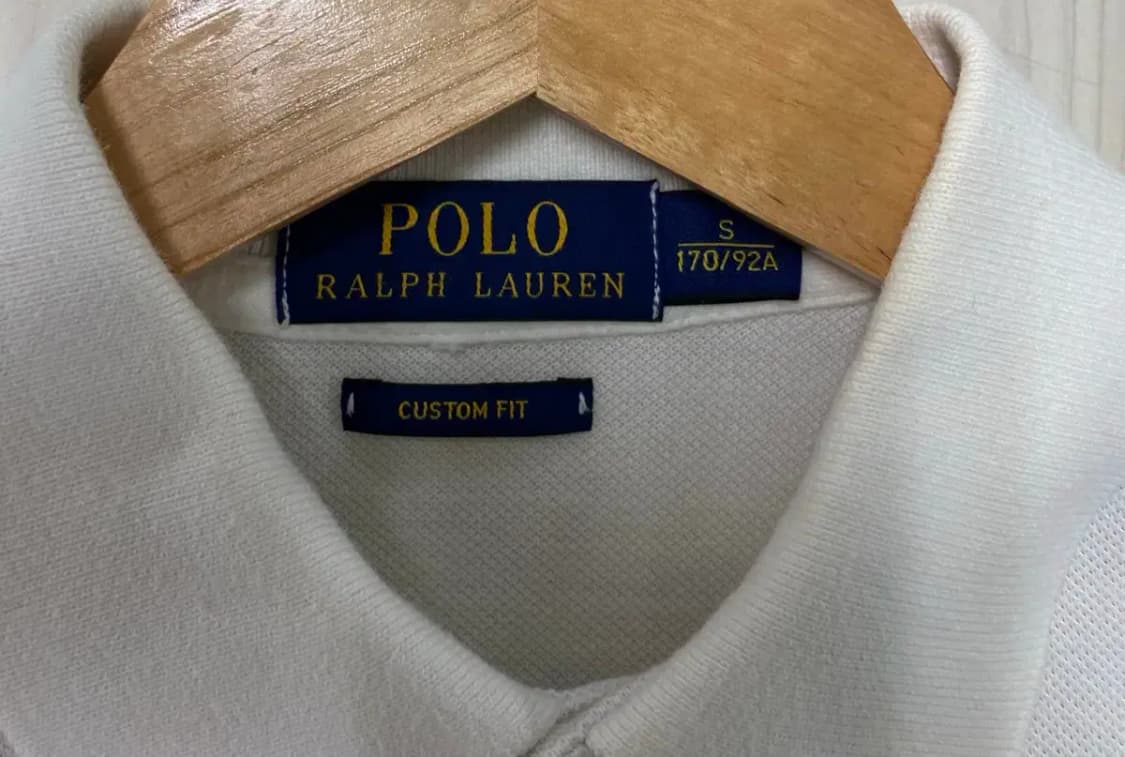 POLO
RALPH LAUREN
S
170/92A
CUSTOM FIT